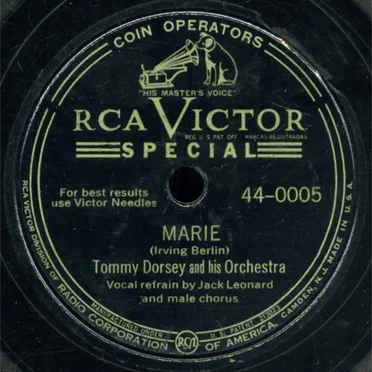 COIN OPERATORS
"HIS MASTER'S VOICE"
RCA VICTOR
REG. U.S. PAT. OFF. MARCAS REGISTRADAS
SPECIAL
For best results
use Victor Needles
44-0005
MARIE
(Irving Berlin)
Tommy Dorsey and his Orchestra
Vocal refrain by Jack Leonard
and male chorus
RCA VICTOR DIVISION OF
RADIO CORPORATION OF AMERICA, CAMDEN, N.J. MADE IN U.S.A.
MANUFACTURED UNDER
RCA
U.S. PATENT